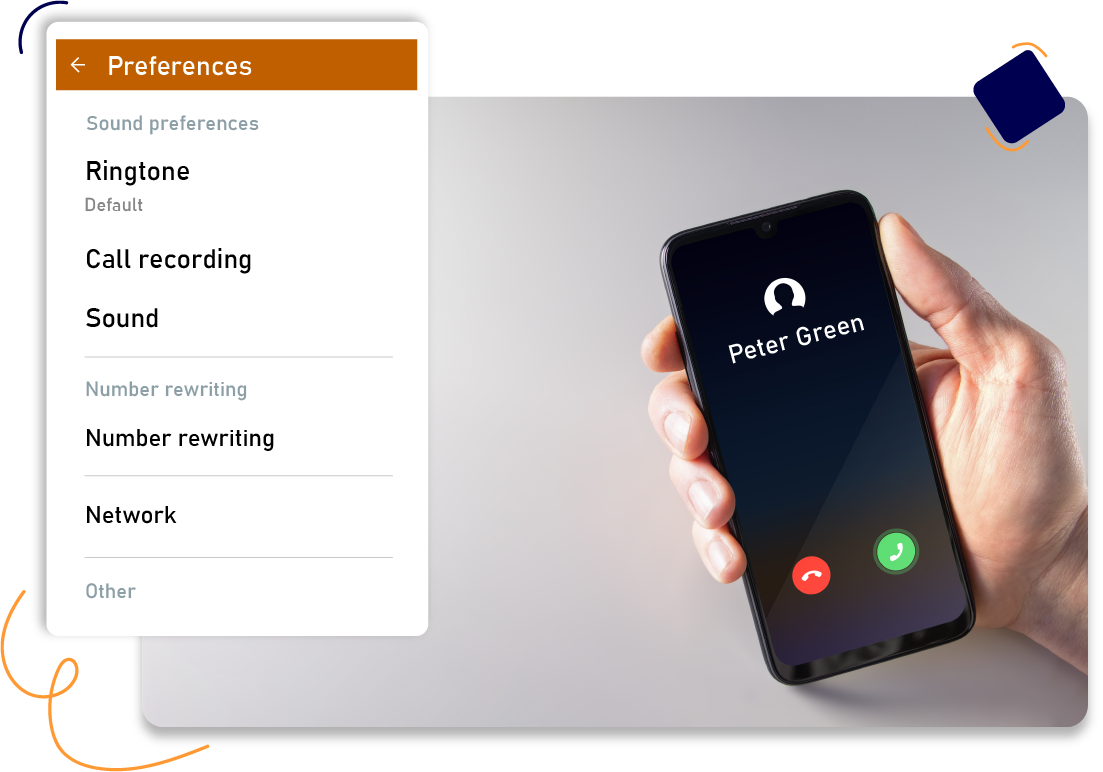 Preferences
Sound preferences
Ringtone
Default
Call recording
Sound
Number rewriting
Number rewriting
Network
Other
Peter Green